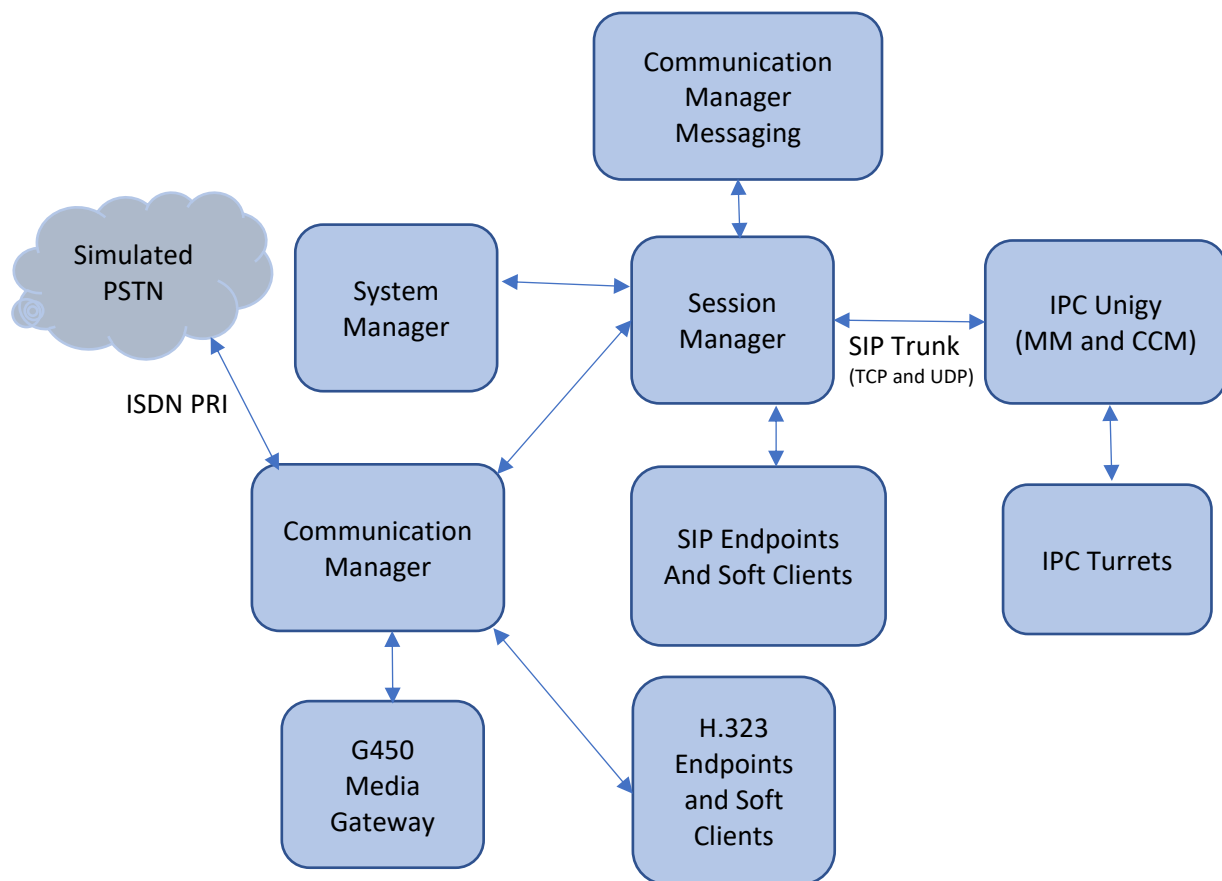 Communication
Manager
Messaging
Simulated
PSTN
System
Manager
Session
Manager
IPC Unigy
(MM and CCM)
SIP Trunk
(TCP and UDP)
ISDN PRI
Communication
Manager
SIP Endpoints
And Soft Clients
IPC Turrets
G450
Media
Gateway
H.323
Endpoints
and Soft
Clients